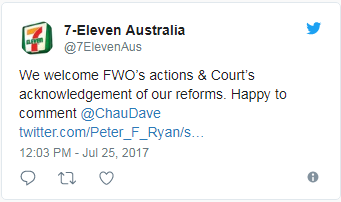 7-Eleven Australia
@7ElevenAus
We welcome FWO's actions & Court's
acknowledgement of our reforms. Happy to
comment @ChauDave
twitter.com/Peter_F_Ryan/s…
12:03 PM - Jul 25, 2017